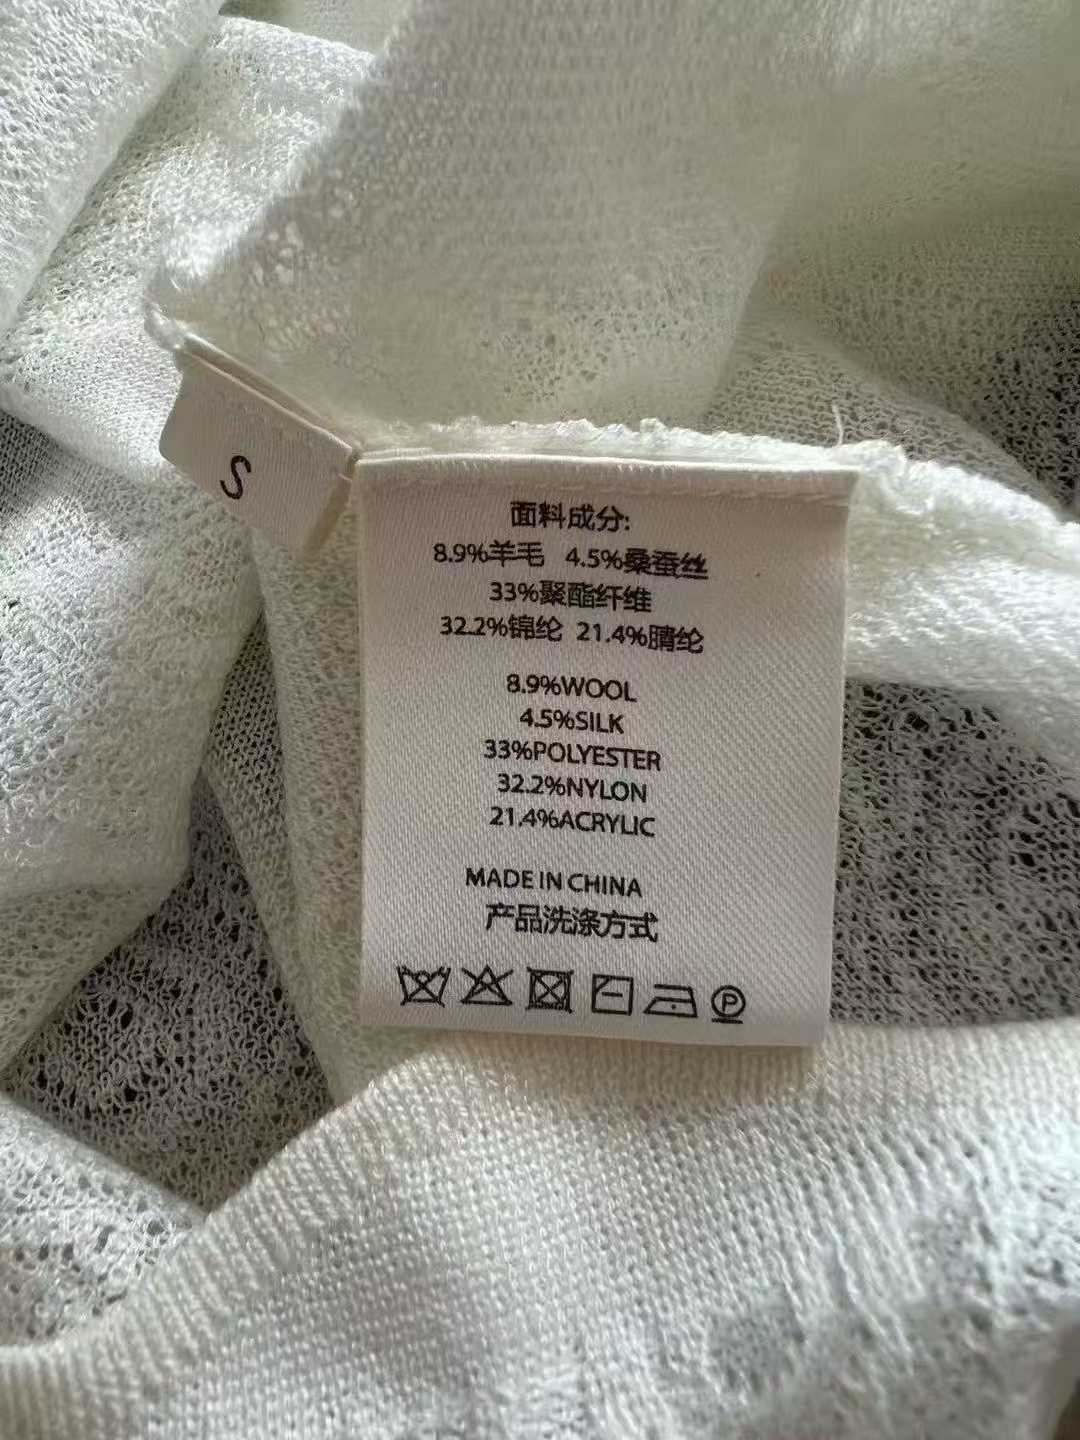 S
面料成分:
8.9%羊毛 4.5%桑蚕丝
33%聚酯纤维
32.2%锦纶 21.4%腈纶
8.9%WOOL
4.5%SILK
33%POLYESTER
32.2%NYLON
21.4%ACRYLIC
MADE IN CHINA
产品洗涤方式
P